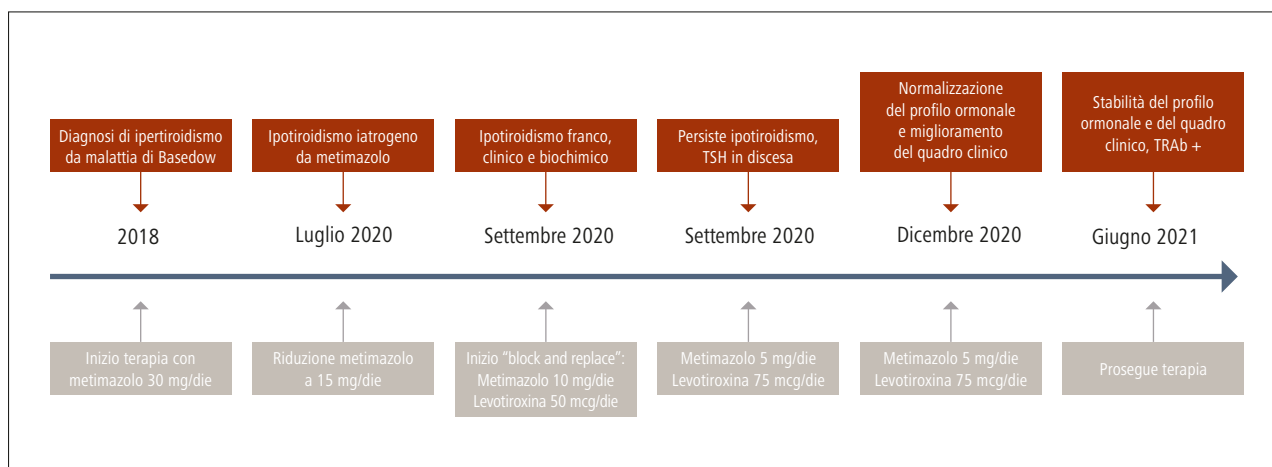 Diagnosi di ipertiroidismo
da malattia di Basedow
Ipotiroidismo iatrogeno
da metimazolo
Ipotiroidismo franco,
clinico e biochimico
Persiste ipotiroidismo,
TSH in discesa
Normalizzazione
del profilo ormonale
e miglioramento
del quadro clinico
Stabilità del profilo
ormonale e del quadro
clinico, TRAb +
2018
Luglio 2020
Settembre 2020
Settembre 2020
Dicembre 2020
Giugno 2021
Inizio terapia con
metimazolo 30 mg/die
Riduzione metimazolo
a 15 mg/die
Inizio “block and replace”:
Metimazolo 10 mg/die
Levotiroxina 50 mcg/die
Metimazolo 5 mg/die
Levotiroxina 75 mcg/die
Metimazolo 5 mg/die
Levotiroxina 75 mcg/die
Prosegue terapia